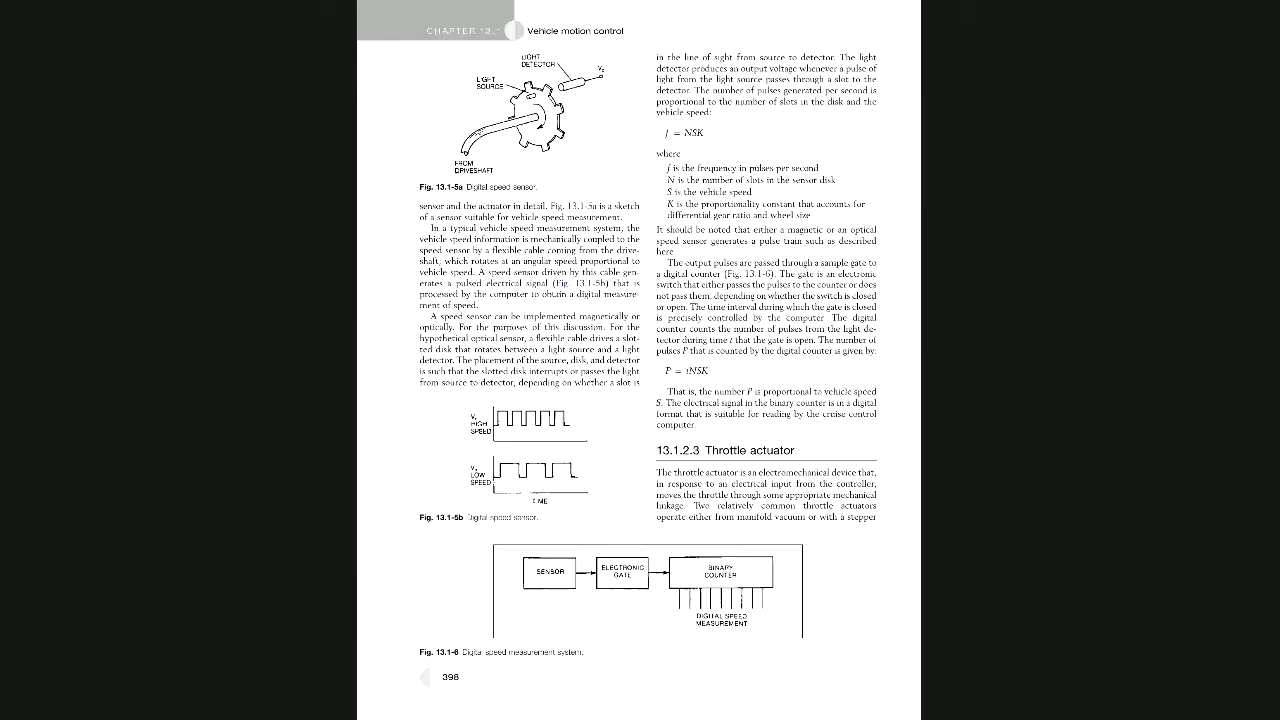 CHAPTER 13.1 Vehicle motion control
LIGHT
DETECTOR
V₀
LIGHT
SOURCE
FROM
DRIVESHAFT
Fig. 13.1-5a Digital speed sensor.
sensor and the actuator in detail. Fig. 13.1-5a is a sketch
of a sensor suitable for vehicle speed measurement.
In a typical vehicle speed measurement system, the
vehicle speed information is mechanically coupled to the
speed sensor by a flexible cable coming from the drive-
shaft, which rotates at an angular speed proportional to
vehicle speed. A speed sensor driven by this cable gen-
erates a pulsed electrical signal (Fig. 13.1-5b) that is
processed by the computer to obtain a digital measure-
ment of speed.
A speed sensor can be implemented magnetically or
optically. For the purposes of this discussion. For the
hypothetical optical sensor, a flexible cable drives a slot-
ted disk that rotates between a light source and a light
detector. The placement of the source, disk, and detector
is such that the slotted disk interrupts or passes the light
from source to detector, depending on whether a slot is
V₀
HIGH
SPEED
V₀
LOW
SPEED
TIME
Fig. 13.1-5b Digital speed sensor.
in the line of sight from source to detector. The light
detector produces an output voltage whenever a pulse of
light from the light source passes through a slot to the
detector. The number of pulses generated per second is
proportional to the number of slots in the disk and the
vehicle speed:
f = NSK
where
f is the frequency in pulses per second
N is the number of slots in the sensor disk
S is the vehicle speed
K is the proportionality constant that accounts for
differential gear ratio and wheel size
It should be noted that either a magnetic or an optical
speed sensor generates a pulse train such as described
here.
The output pulses are passed through a sample gate to
a digital counter (Fig. 13.1-6). The gate is an electronic
switch that either passes the pulses to the counter or does
not pass them, depending on whether the switch is closed
or open. The time interval during which the gate is closed
is precisely controlled by the computer. The digital
counter counts the number of pulses from the light de-
tector during time t that the gate is open. The number of
pulses P that is counted by the digital counter is given by:
P = tNSK
That is, the number P is proportional to vehicle speed
S. The electrical signal in the binary counter is in a digital
format that is suitable for reading by the cruise control
computer.
13.1.2.3 Throttle actuator
The throttle actuator is an electromechanical device that,
in response to an electrical input from the controller,
moves the throttle through some appropriate mechanical
linkage. Two relatively common throttle actuators
operate either from manifold vacuum or with a stepper
SENSOR
ELECTRONIC
GATE
BINARY
COUNTER
DIGITAL SPEED
MEASUREMENT
Fig. 13.1-6 Digital speed measurement system.
398